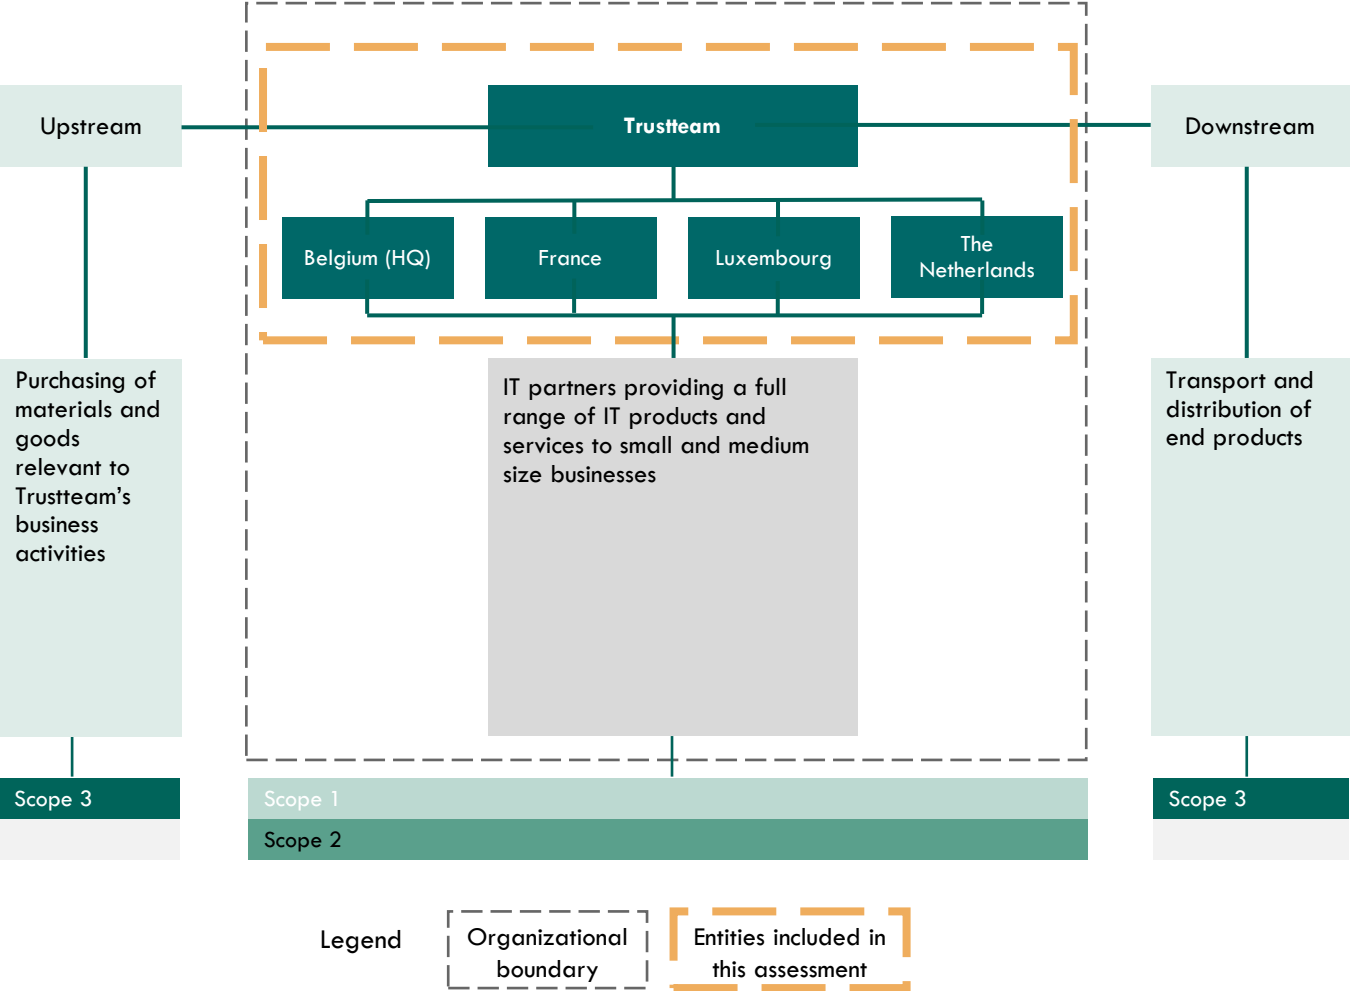 Upstream
Trustteam
Downstream
Belgium (HQ)
France
Luxembourg
The
Netherlands
Purchasing of
materials and
goods
relevant to
Trustteam's
business
activities
IT partners providing a full
range of IT products and
services to small and medium
size businesses
Transport and
distribution of
end products
Scope 3
Scope 1
Scope 2
Scope 3
Legend
Organizational
boundary
Entities included in
this assessment